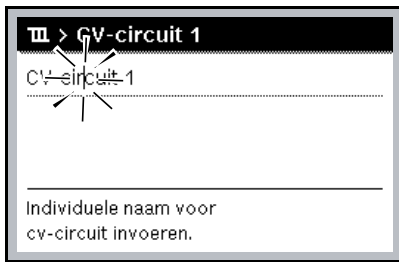 > CV-circuit 1
CV-circuit 1
Individuele naam voor
cv-circuit invoeren.